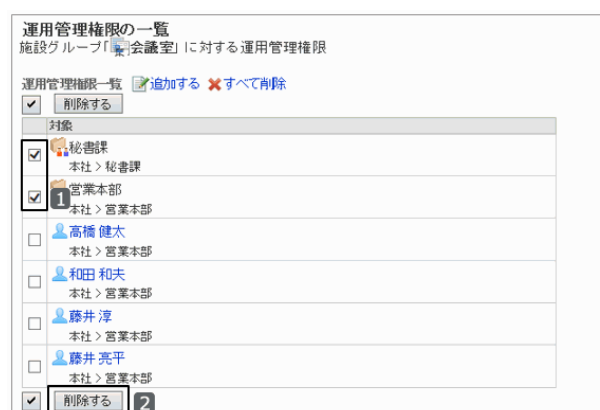 運用管理権限の一覧
施設グループ「会議室」に対する運用管理権限
運用管理権限一覧 追加する すべて削除
削除する
対象
秘書課
本社 > 秘書課
営業本部
1
本社 > 営業本部
高橋 健太
本社 > 営業本部
和田 和夫
本社 > 営業本部
藤井 淳
本社 > 営業本部
藤井 亮平
本社 > 営業本部
削除する 2